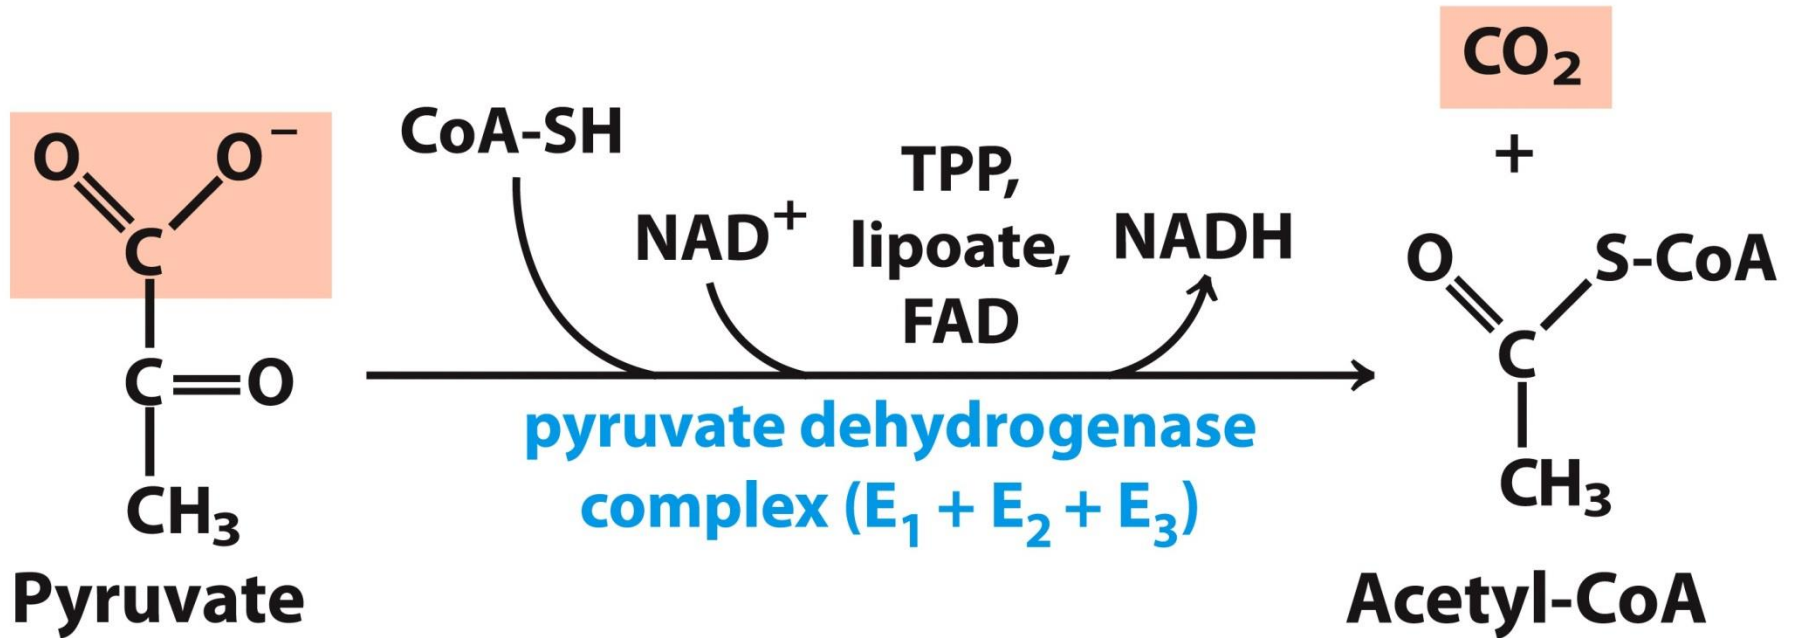 O O⁻
C
C=O
CH₃
Pyruvate
CoA-SH
NAD⁺
TPP,
lipoate,
FAD
NADH
pyruvate dehydrogenase
complex (E₁ + E₂ + E₃)
CO₂
+
O S-CoA
C
CH₃
Acetyl-CoA